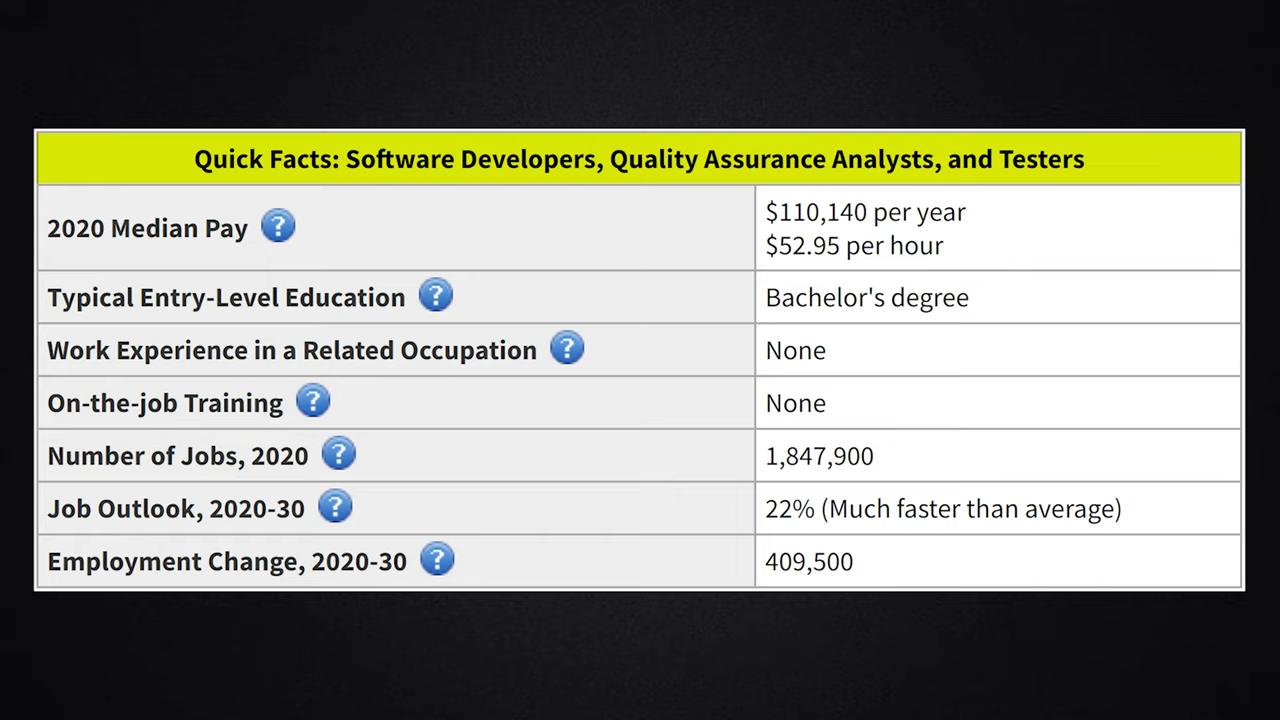 Quick Facts: Software Developers, Quality Assurance Analysts, and Testers
2020 Median Pay ?
$110,140 per year
$52.95 per hour
Typical Entry-Level Education ?
Bachelor's degree
Work Experience in a Related Occupation ?
None
On-the-job Training ?
None
Number of Jobs, 2020 ?
1,847,900
Job Outlook, 2020-30 ?
22% (Much faster than average)
Employment Change, 2020-30 ?
409,500